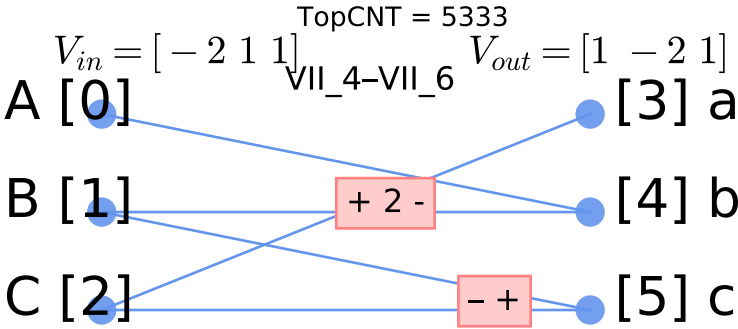 TopCNT = 5333
V_in = [ − 2 1 1]
V_out = [1 − 2 1]
VII_4–VII_6
A [0]
[3] a
B [1]
+ 2 -
[4] b
C [2]
– +
[5] c